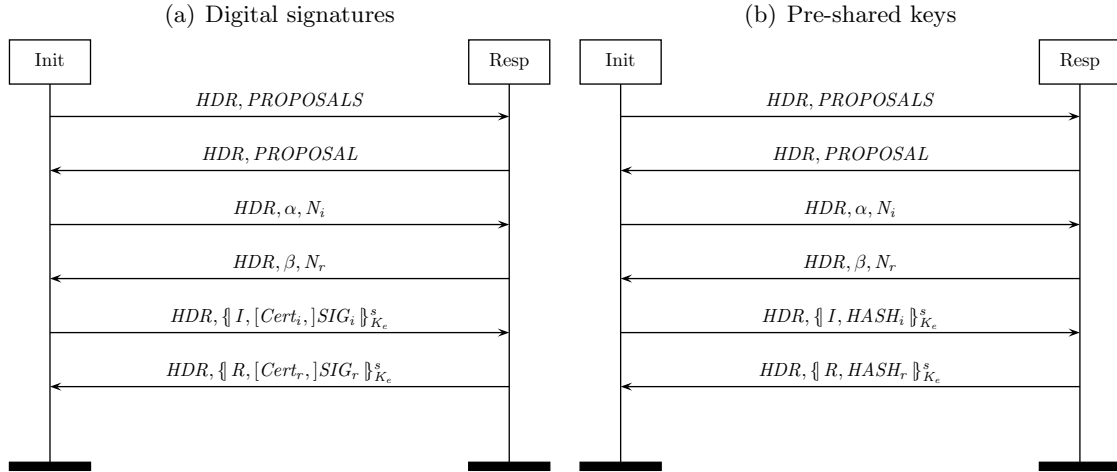 (a) Digital signatures
Init
Resp
HDR, PROPOSALS
HDR, PROPOSAL
HDR, α, N_i
HDR, β, N_r
HDR, {| I, [Cert_i, ]SIG_i |}^s_{K_e}
HDR, {| R, [Cert_r, ]SIG_r |}^s_{K_e}
(b) Pre-shared keys
Init
Resp
HDR, PROPOSALS
HDR, PROPOSAL
HDR, α, N_i
HDR, β, N_r
HDR, {| I, HASH_i |}^s_{K_e}
HDR, {| R, HASH_r |}^s_{K_e}